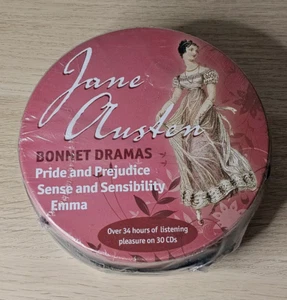 Jane
Austen
BONNET DRAMAS
Pride and Prejudice
Sense and Sensibility
Emma
Over 34 hours of listening
pleasure on 30 CDs